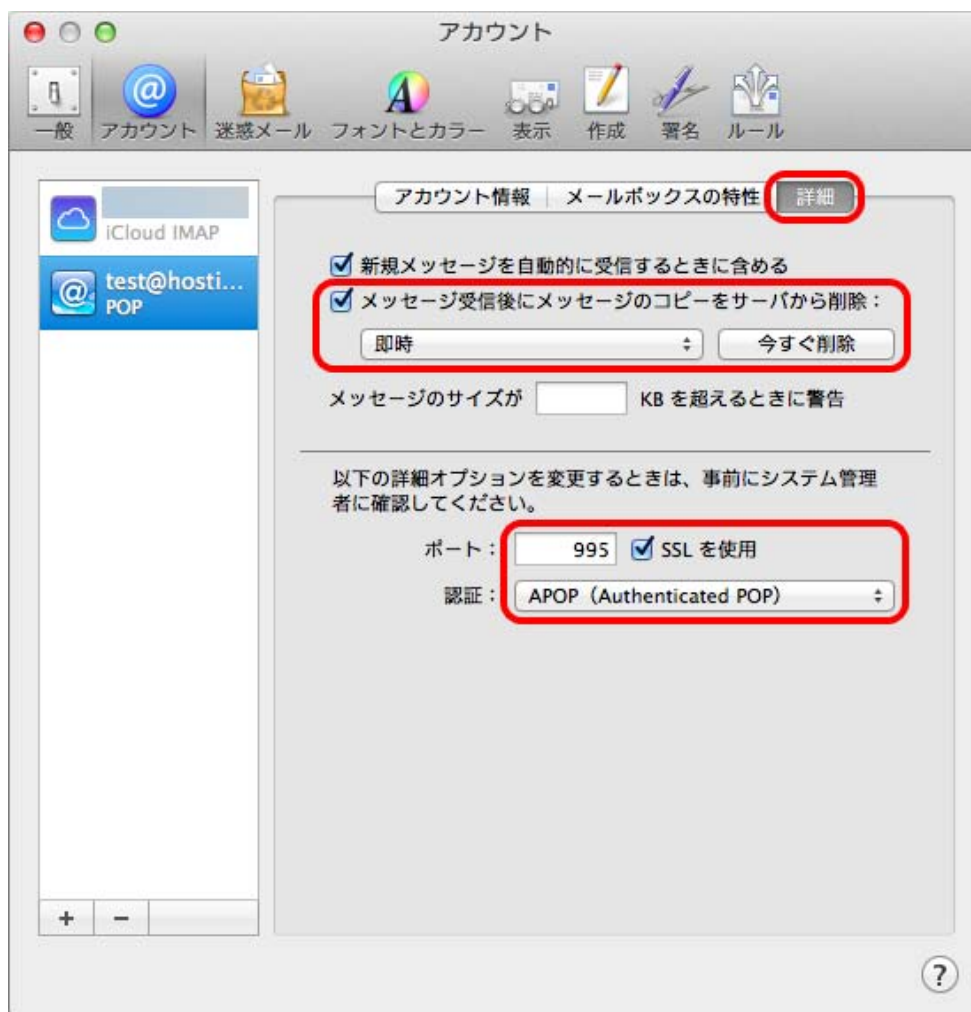 アカウント
一般 アカウント 迷惑メール フォントとカラー 表示 作成 署名 ルール
アカウント情報 メールボックスの特性 詳細
iCloud IMAP
test@hosti...
POP
新規メッセージを自動的に受信するときに含める
メッセージ受信後にメッセージのコピーをサーバから削除：
即時 今すぐ削除
メッセージのサイズが KB を超えるときに警告
以下の詳細オプションを変更するときは、事前にシステム管理
者に確認してください。
ポート： 995 SSL を使用
認証： APOP（Authenticated POP）
+ −
?